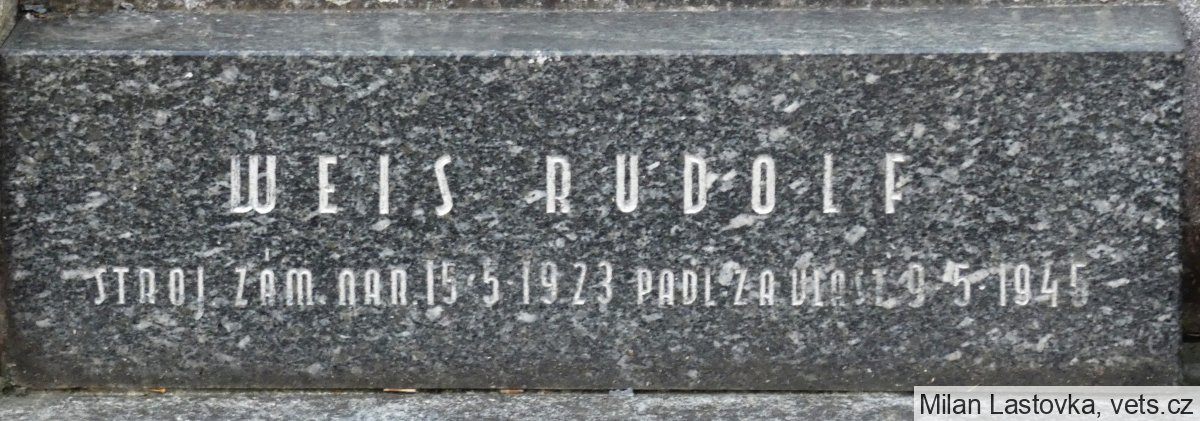 WEIS RUDOLF
STROJ. ZÁM. NAR. 15·5·1923 PADL·ZA VLAST 9·5·1945
Milan Lastovka, vets.cz